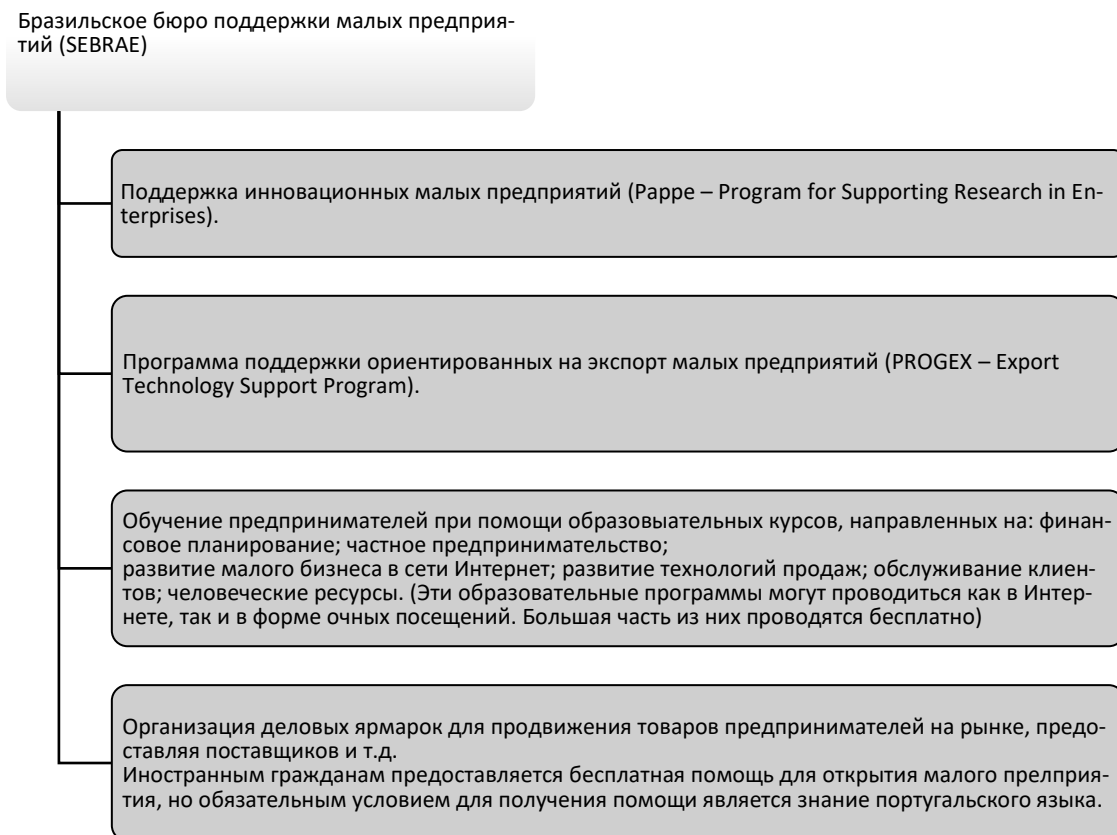 Бразильское бюро поддержки малых предприя-
тий (SEBRAE)
Поддержка инновационных малых предприятий (Pappe – Program for Supporting Research in En-
terprises).
Программа поддержки ориентированных на экспорт малых предприятий (PROGEX – Export
Technology Support Program).
Обучение предпринимателей при помощи образовыательных курсов, направленных на: финан-
совое планирование; частное предпринимательство;
развитие малого бизнеса в сети Интернет; развитие технологий продаж; обслуживание клиен-
тов; человеческие ресурсы. (Эти образовательные программы могут проводиться как в Интер-
нете, так и в форме очных посещений. Большая часть из них проводятся бесплатно)
Организация деловых ярмарок для продвижения товаров предпринимателей на рынке, предо-
ставляя поставщиков и т.д.
Иностранным гражданам предоставляется бесплатная помощь для открытия малого прелприя-
тия, но обязательным условием для получения помощи является знание португальского языка.